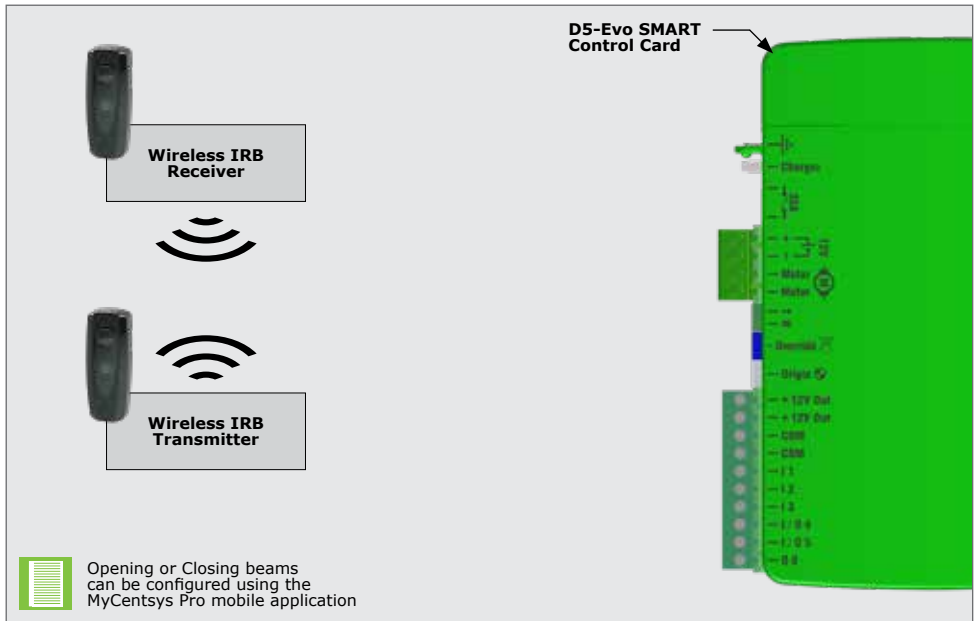 D5-Evo SMART
Control Card
Wireless IRB
Receiver
Wireless IRB
Transmitter
Charger
Motor
Motor
Override
Origin
+ 12V Out
+ 12V Out
COM
COM
I 1
I 2
I 3
I / O 4
I / O 5
Opening or Closing beams
can be configured using the
MyCentsys Pro mobile application